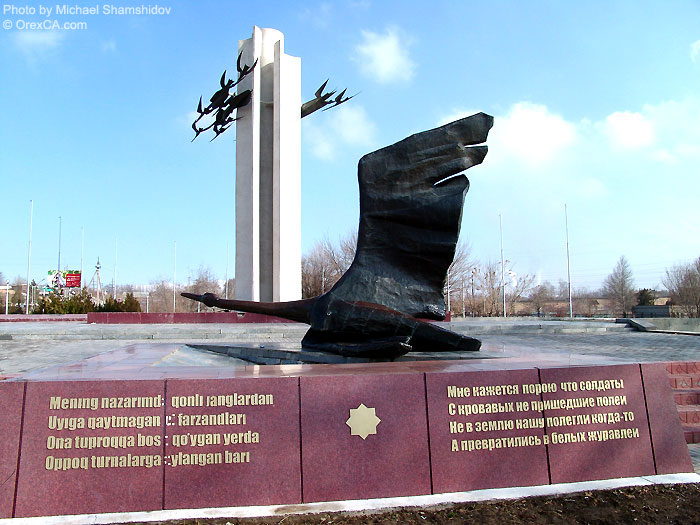 Photo by Michael Shamshidov
© OrexCA.com
Mening nazarimda qonli janglardan
Uyiga qaytmagan farzandlari
Ona tuproqqa bosh qo'ygan yerda
Oppoq turnalarga aylangan bari
Мне кажется порою что солдаты
С кровавых не пришедшие полей
Не в землю нашу полегли когда-то
А превратились в белых журавлей